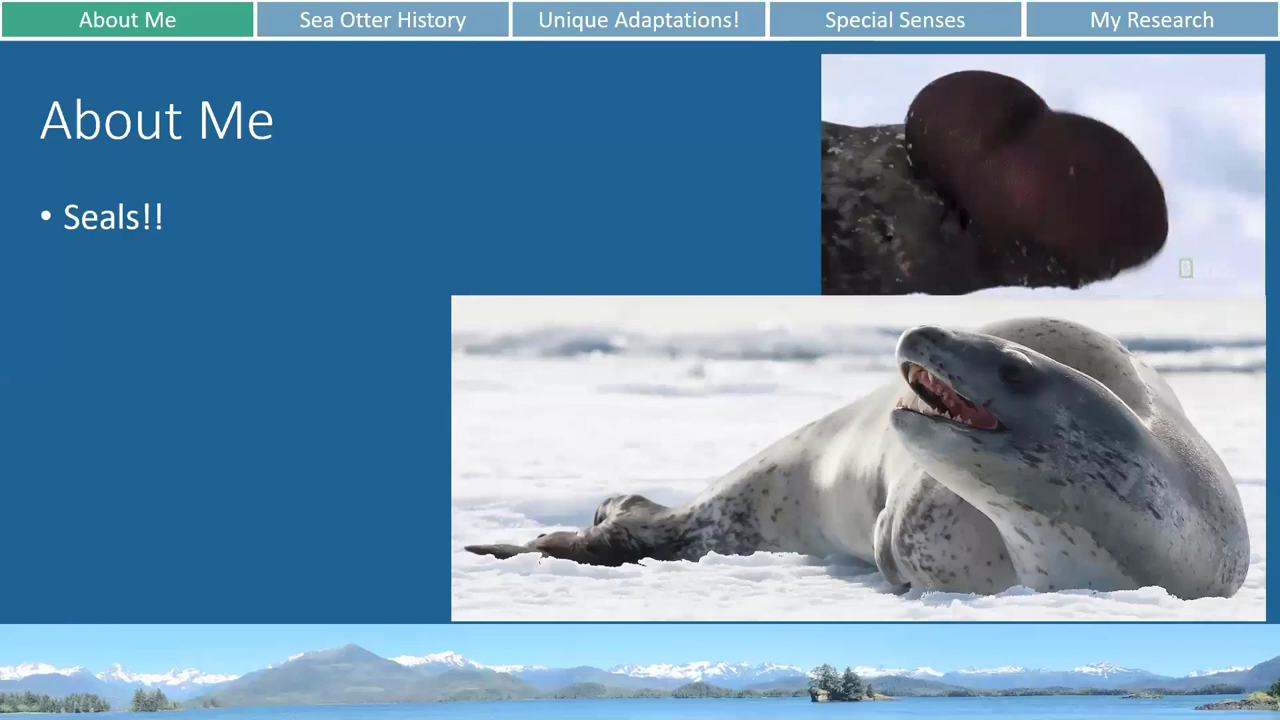 About Me
Sea Otter History
Unique Adaptations!
Special Senses
My Research
About Me
• Seals!!